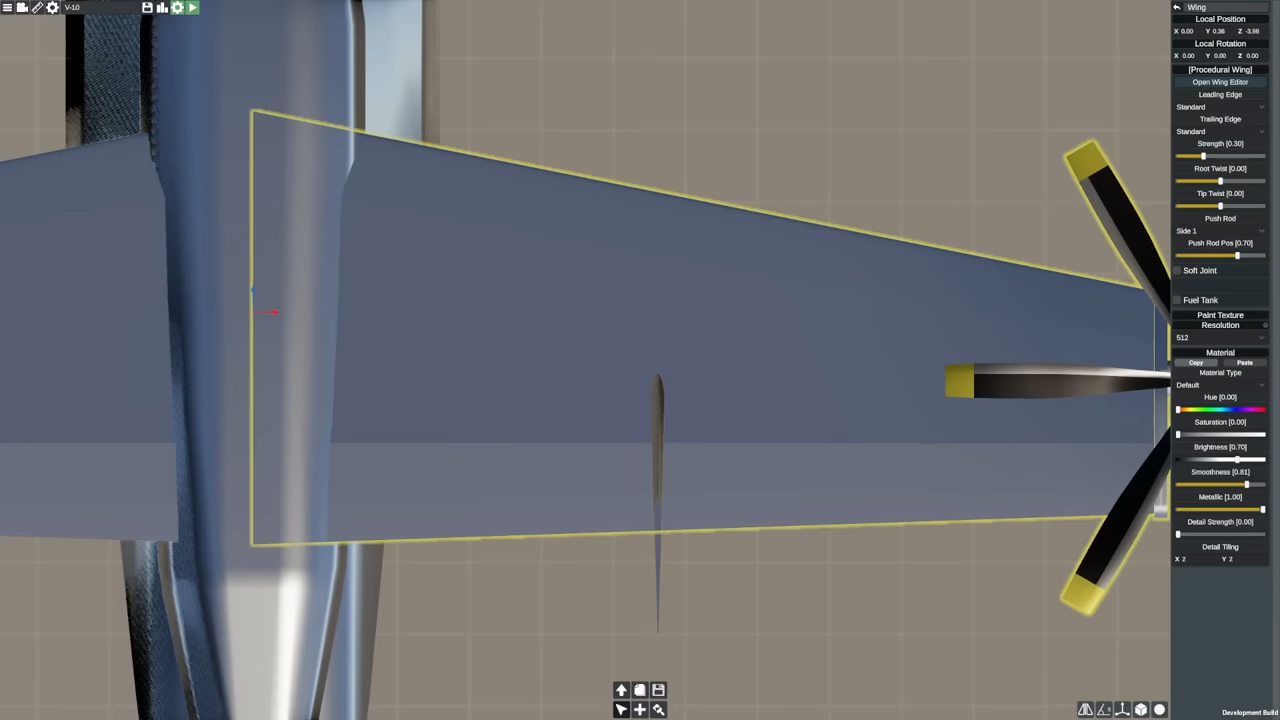 V-10
Wing
Local Position
X 0.00 Y 0.36 Z -3.98
Local Rotation
X 0.00 Y 0.00 Z 0.00
[Procedural Wing]
Open Wing Editor
Leading Edge
Standard
Trailing Edge
Standard
Strength [0.30]
Root Twist [0.00]
Tip Twist [0.00]
Push Rod
Side 1
Push Rod Pos [0.70]
Soft Joint
Fuel Tank
Paint Texture
Resolution
512
Material
Copy Paste
Material Type
Default
Hue [0.00]
Saturation [0.00]
Brightness [0.70]
Smoothness [0.81]
Metallic [1.00]
Detail Strength [0.00]
Detail Tiling
X 2 Y 2
Development Build